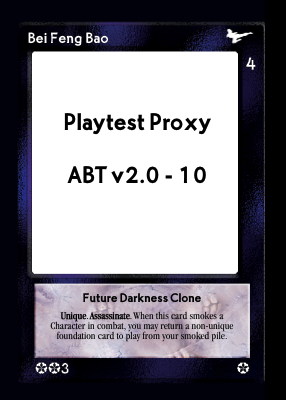 Bei Feng Bao
4
Playtest Proxy
ABT v2.0 - 10
Future Darkness Clone
Unique. Assassinate. When this card smokes a
Character in combat, you may return a non-unique
foundation card to play from your smoked pile.
3